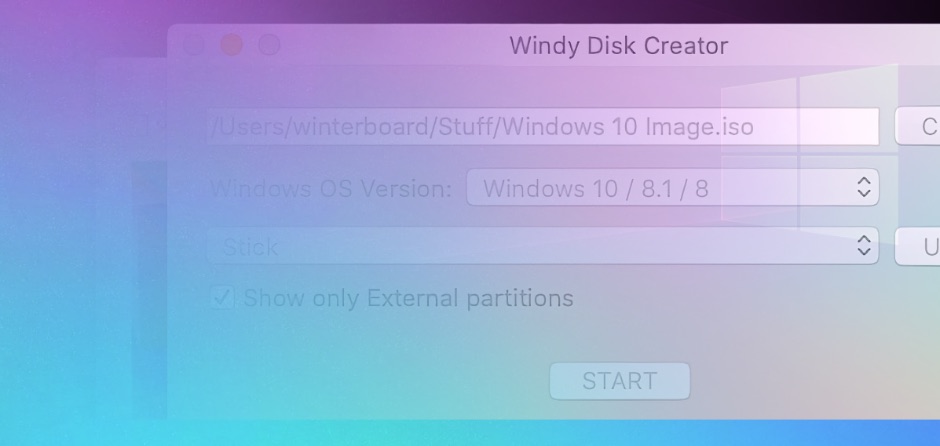 Windy Disk Creator
/Users/winterboard/Stuff/Windows 10 Image.iso
C
Windows OS Version: Windows 10 / 8.1 / 8
Stick
U
Show only External partitions
START